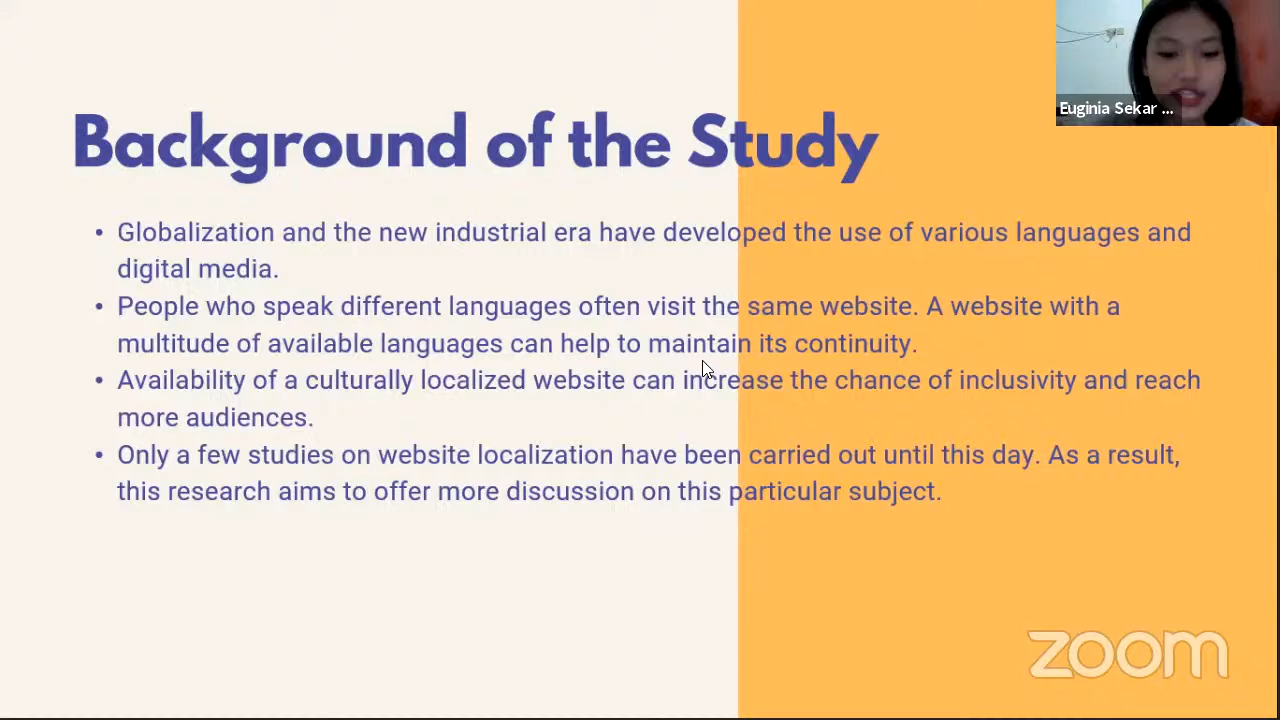 Euginia Sekar ...
Background of the Study
• Globalization and the new industrial era have developed the use of various languages and
digital media.
• People who speak different languages often visit the same website. A website with a
multitude of available languages can help to maintain its continuity.
• Availability of a culturally localized website can increase the chance of inclusivity and reach
more audiences.
• Only a few studies on website localization have been carried out until this day. As a result,
this research aims to offer more discussion on this particular subject.
zoom